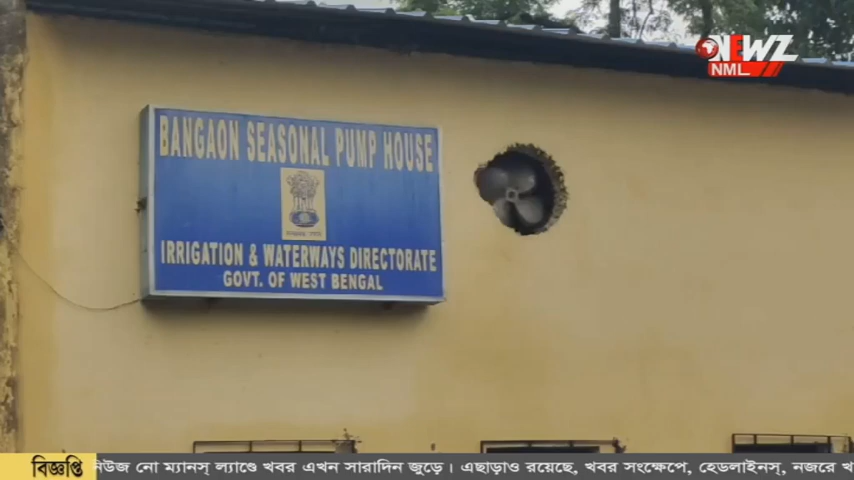 NEWZ
NML
BANGAON SEASONAL PUMP HOUSE
IRRIGATION & WATERWAYS DIRECTORATE
GOVT. OF WEST BENGAL
বিজ্ঞপ্তি
নিউজ নো ম্যানস্ ল্যাণ্ডে খবর এখন সারাদিন জুড়ে। এছাড়াও রয়েছে, খবর সংক্ষেপে, হেডলাইনস্, নজরে